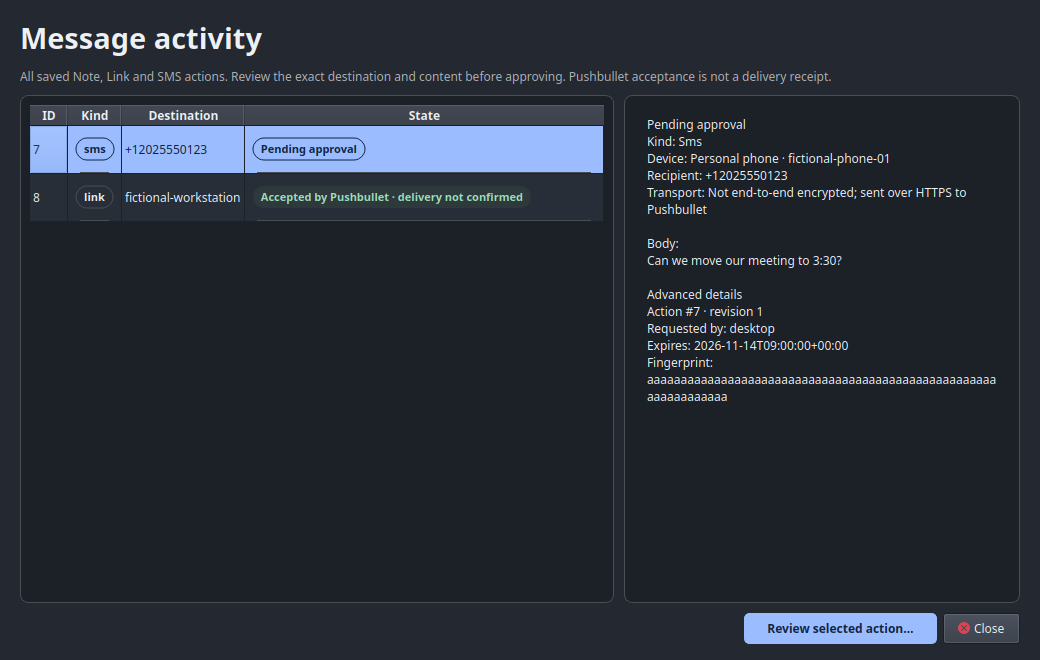 Message activity
All saved Note, Link and SMS actions. Review the exact destination and content before approving. Pushbullet acceptance is not a delivery receipt.
ID Kind Destination State
7 sms +12025550123 Pending approval
8 link fictional-workstation Accepted by Pushbullet · delivery not confirmed
Pending approval
Kind: Sms
Device: Personal phone · fictional-phone-01
Recipient: +12025550123
Transport: Not end-to-end encrypted; sent over HTTPS to
Pushbullet
Body:
Can we move our meeting to 3:30?
Advanced details
Action #7 · revision 1
Requested by: desktop
Expires: 2026-11-14T09:00:00+00:00
Fingerprint:
aaaaaaaaaaaaaaaaaaaaaaaaaaaaaaaaaaaaaaaaaaaaaaaaaaaa
aaaaaaaaaaaa
Review selected action...
Close